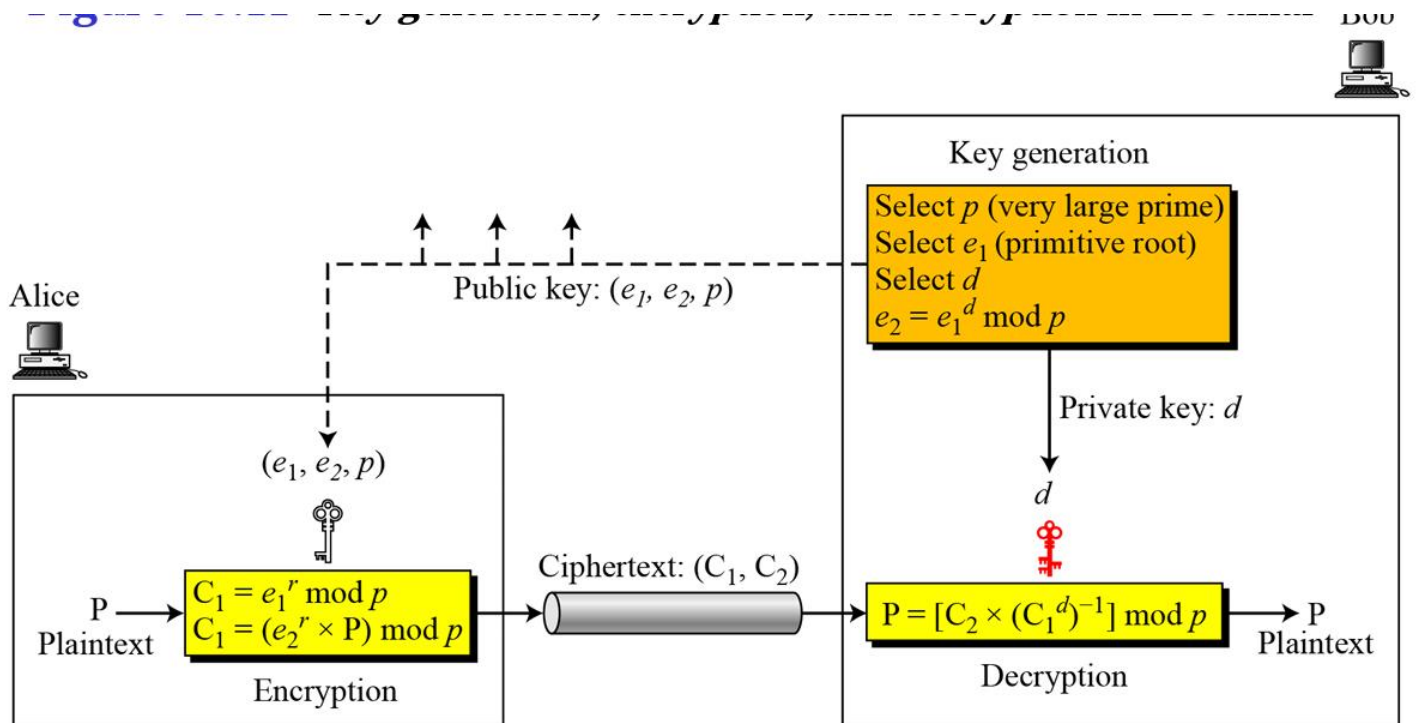 Bob
Key generation
Select p (very large prime)
Select e₁ (primitive root)
Select d
e₂ = e₁ᵈ mod p
Public key: (e₁, e₂, p)
Alice
Private key: d
(e₁, e₂, p)
d
Ciphertext: (C₁, C₂)
C₁ = e₁ʳ mod p
C₁ = (e₂ʳ × P) mod p
P
Plaintext
P = [C₂ × (C₁ᵈ)⁻¹] mod p
P
Plaintext
Encryption
Decryption